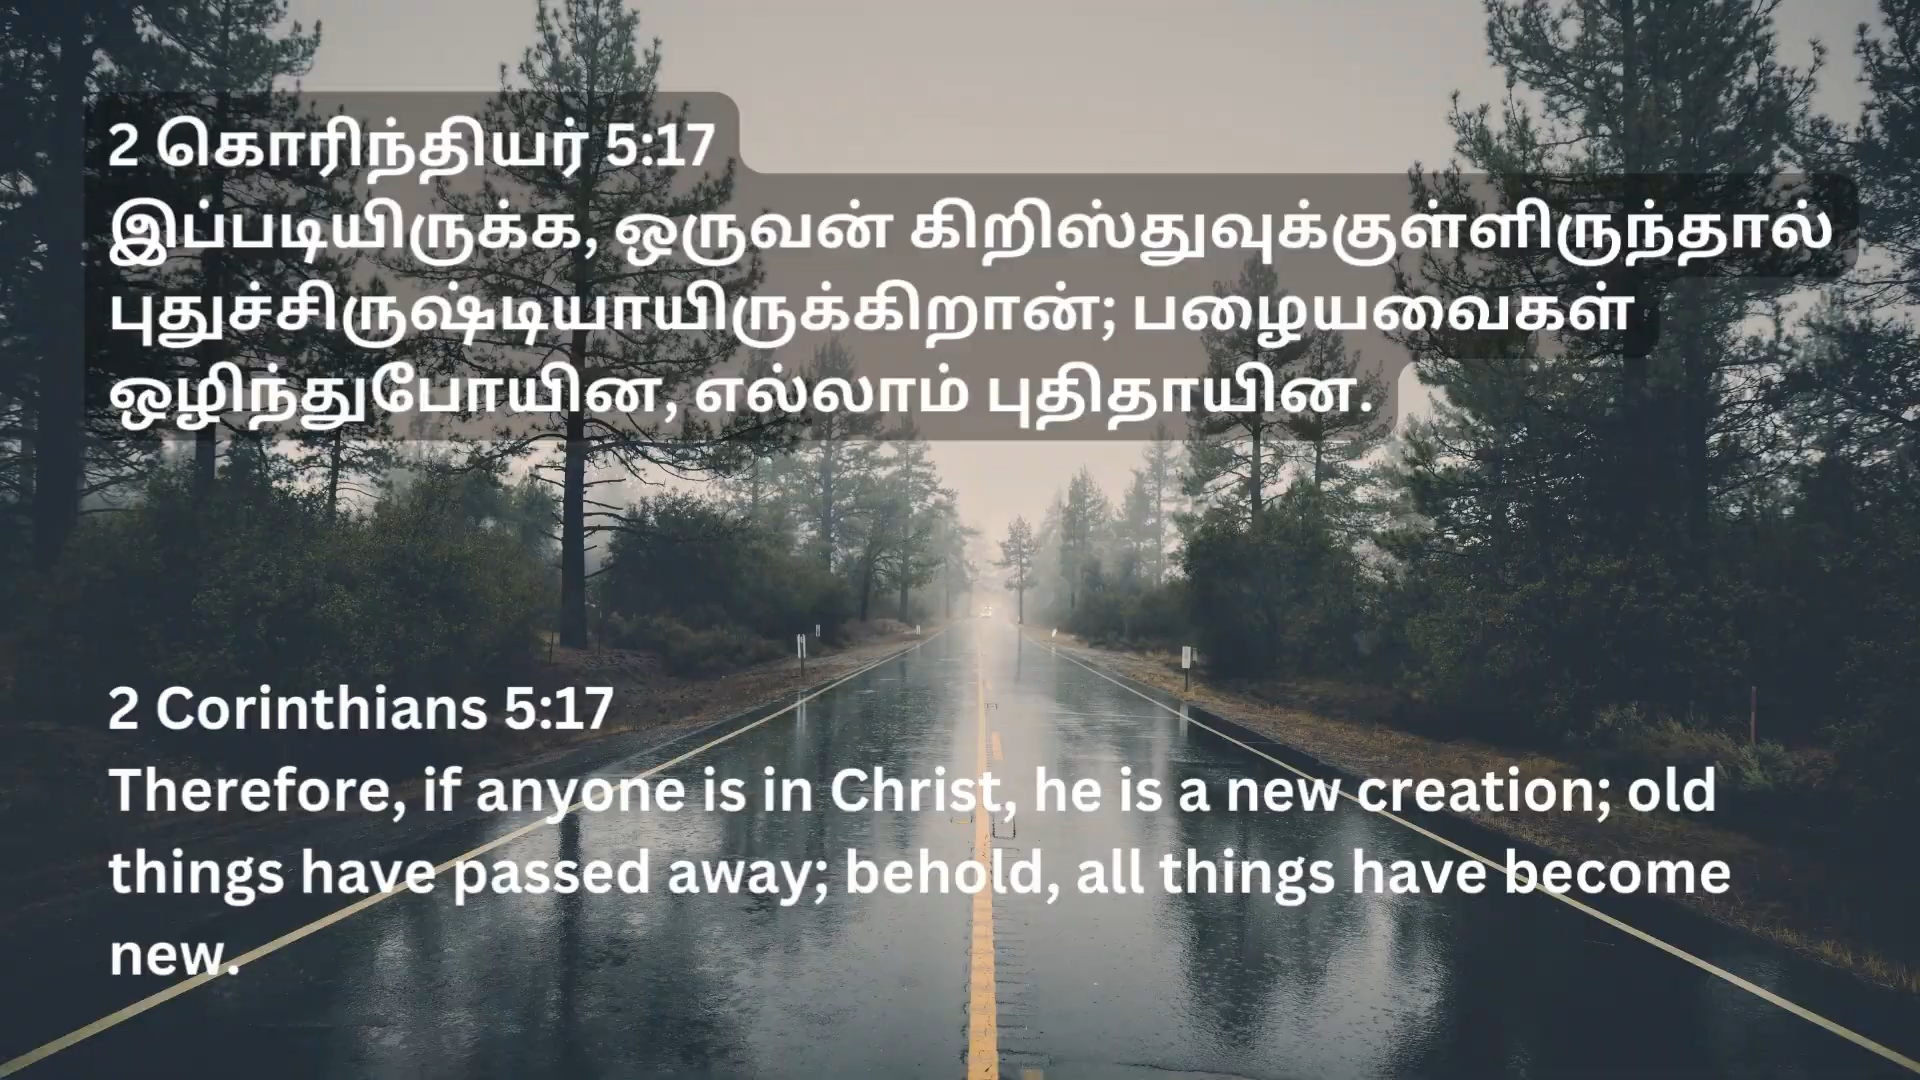 2 கொரிந்தியர் 5:17
இப்படியிருக்க, ஒருவன் கிறிஸ்துவுக்குள்ளிருந்தால்
புதுச்சிருஷ்டியாயிருக்கிறான்; பழையவைகள்
ஒழிந்துபோயின, எல்லாம் புதிதாயின.
2 Corinthians 5:17
Therefore, if anyone is in Christ, he is a new creation; old
things have passed away; behold, all things have become
new.